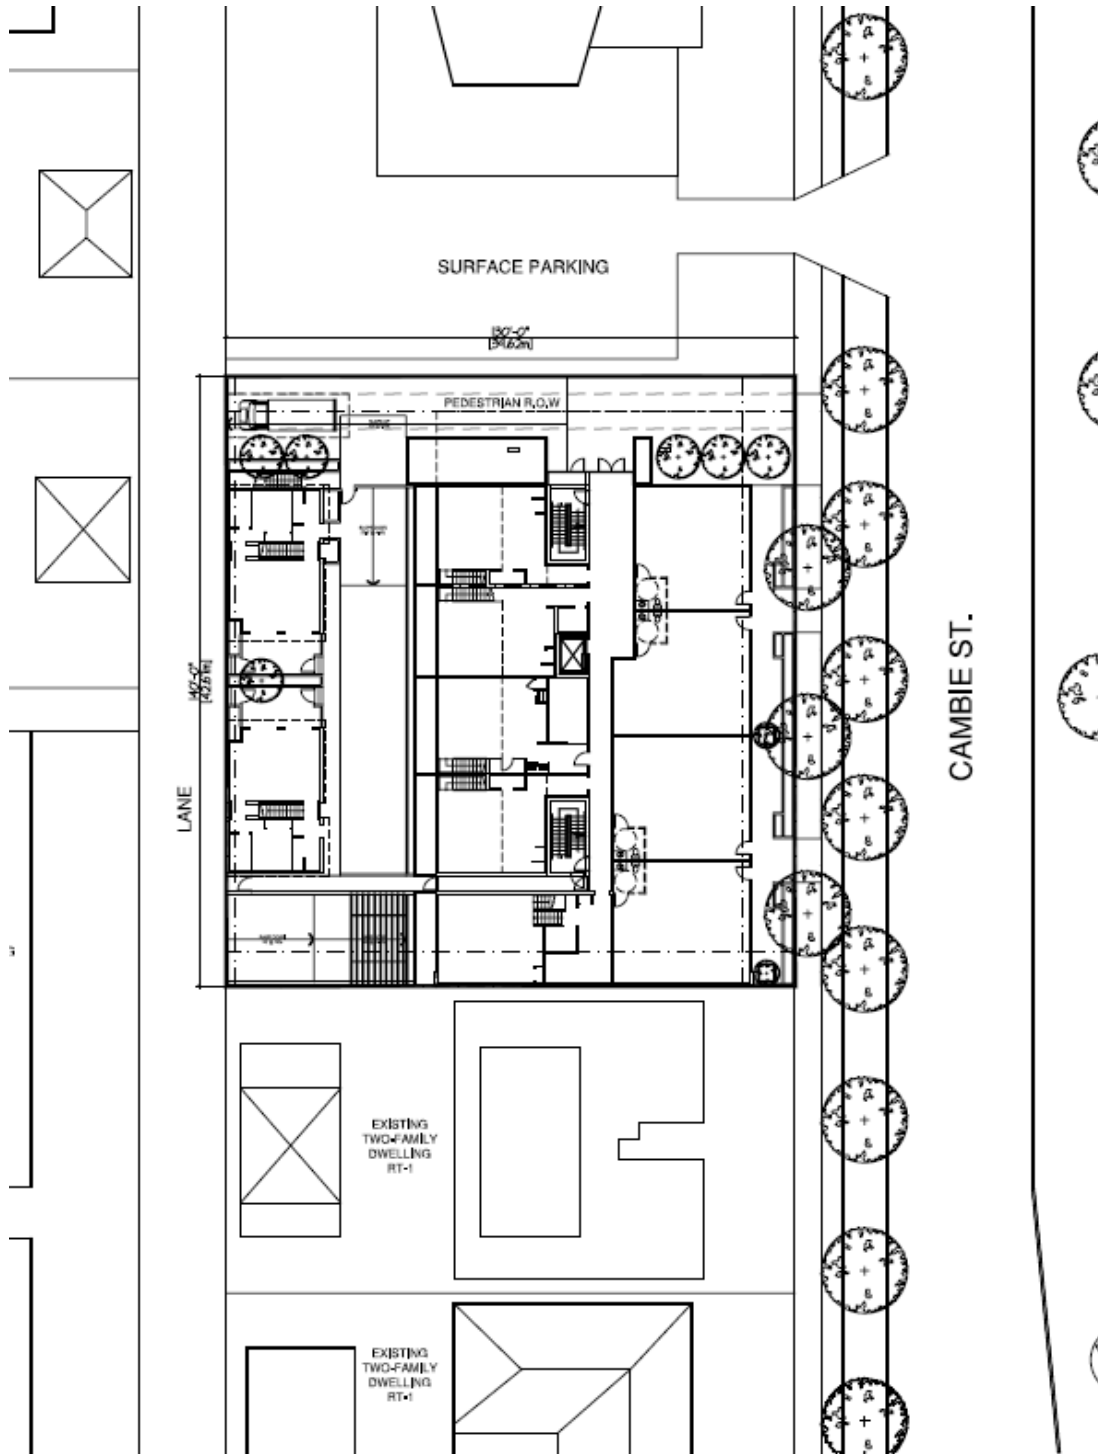 SURFACE PARKING
130'-0"
[39.62m]
PEDESTRIAN R.O.W
140'-0"
[42.67m]
LANE
CAMBIE ST.
EXISTING
TWO-FAMILY
DWELLING
RT-1
EXISTING
TWO-FAMILY
DWELLING
RT-1